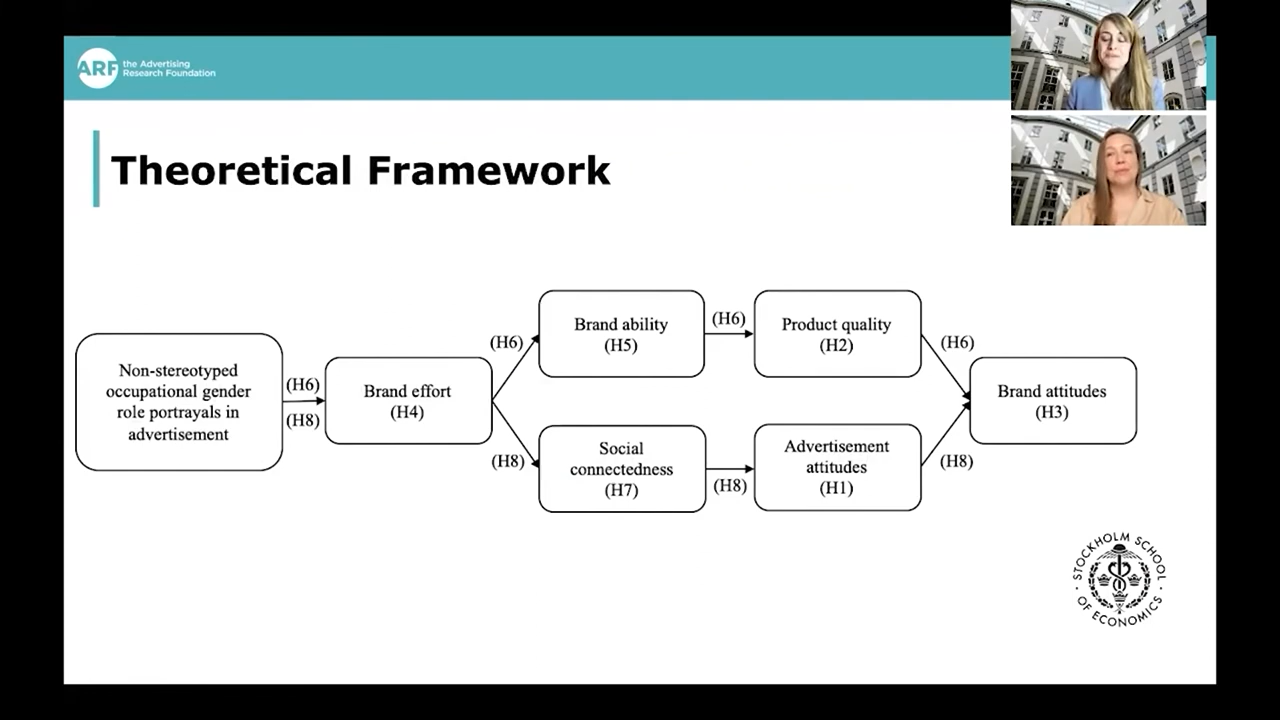 ARF the Advertising
Research Foundation
Theoretical Framework
Non-stereotyped
occupational gender
role portrayals in
advertisement
(H6)
(H8)
Brand effort
(H4)
(H6)
(H8)
Brand ability
(H5)
(H6)
Product quality
(H2)
(H6)
Social
connectedness
(H7)
(H8)
Advertisement
attitudes
(H1)
(H8)
Brand attitudes
(H3)
STOCKHOLM SCHOOL
OF ECONOMICS